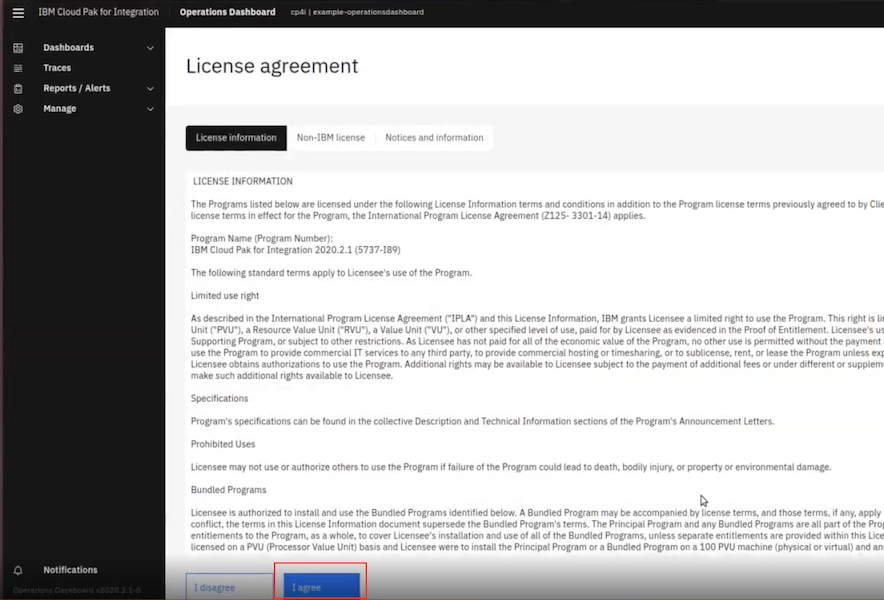 IBM Cloud Pak for Integration
Operations Dashboard
cp4i | example-operationsdashboard
Dashboards
Traces
Reports / Alerts
Manage
License agreement
License information
Non-IBM license
Notices and information
LICENSE INFORMATION
The Programs listed below are licensed under the following License Information terms and conditions in addition to the Program license terms previously agreed to by Clie
license terms in effect for the Program, the International Program License Agreement (Z125- 3301-14) applies.
Program Name (Program Number):
IBM Cloud Pak for Integration 2020.2.1 (5737-I89)
The following standard terms apply to Licensee's use of the Program.
Limited use right
As described in the International Program License Agreement ("IPLA") and this License Information, IBM grants Licensee a limited right to use the Program. This right is li
Unit ("PVU"), a Resource Value Unit ("RVU"), a Value Unit ("VU"), or other specified level of use, paid for by Licensee as evidenced in the Proof of Entitlement. Licensee's us
Supporting Program, or subject to other restrictions. As Licensee has not paid for all of the economic value of the Program, no other use is permitted without the payment
use the Program to provide commercial IT services to any third party, to provide commercial hosting or timesharing, or to sublicense, rent, or lease the Program unless exp
Licensee obtains authorizations to use the Program. Additional rights may be available to Licensee subject to the payment of additional fees or under different or supplem
make such additional rights available to Licensee.
Specifications
Program's specifications can be found in the collective Description and Technical Information sections of the Program's Announcement Letters.
Prohibited Uses
Licensee may not use or authorize others to use the Program if failure of the Program could lead to death, bodily injury, or property or environmental damage.
Bundled Programs
Licensee is authorized to install and use the Bundled Programs identified below. A Bundled Program may be accompanied by license terms, and those terms, if any, apply
conflict, the terms in this License Information document supersede the Bundled Program's terms. The Principal Program and any Bundled Programs are all part of the Prog
entitlements to the Program, as a whole, to cover Licensee's installation and use of all of the Bundled Programs, unless separate entitlements are provided within this Lice
licensed on a PVU (Processor Value Unit) basis and Licensee were to install the Principal Program or a Bundled Program on a 100 PVU machine (physical or virtual) and an
Notifications
Operations Dashboard v2020.2.1-0
I disagree
I agree